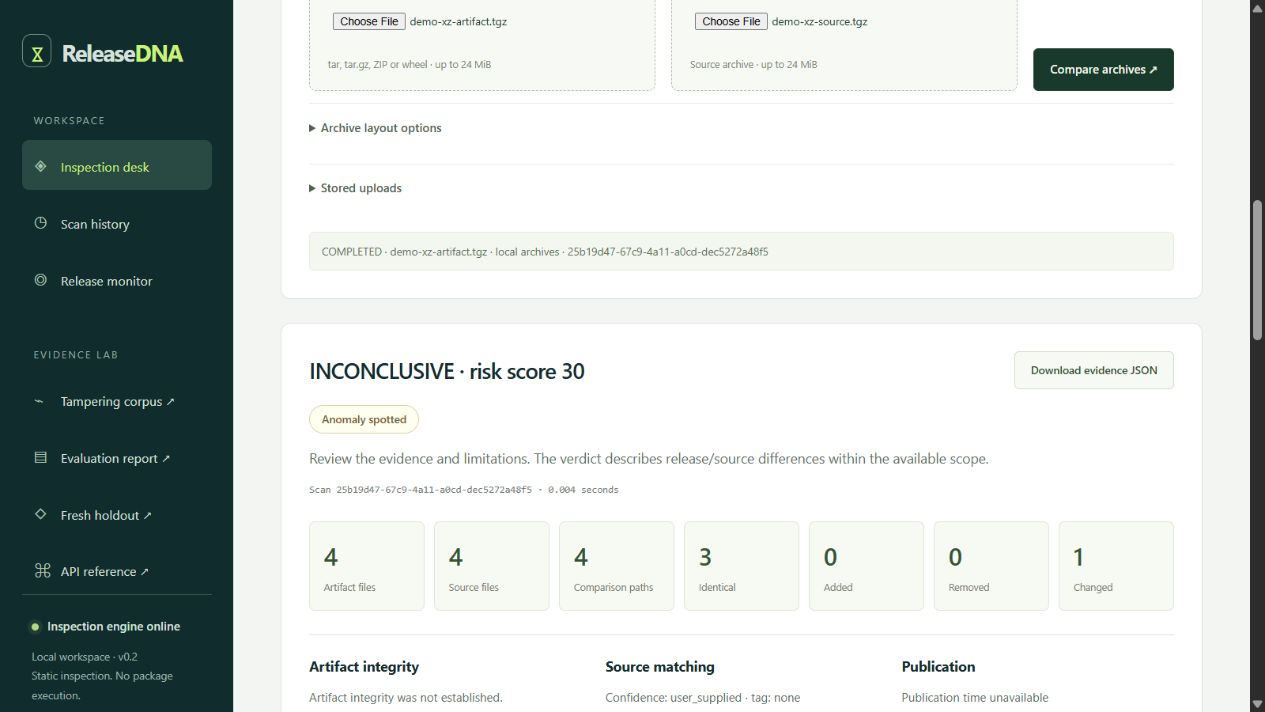 ReleaseDNA
WORKSPACE
Inspection desk
Scan history
Release monitor
EVIDENCE LAB
Tampering corpus ↗
Evaluation report ↗
Fresh holdout ↗
API reference ↗
Inspection engine online
Local workspace · v0.2
Static inspection. No package
execution.
Choose File demo-xz-artifact.tgz
tar, tar.gz, ZIP or wheel · up to 24 MiB
Choose File demo-xz-source.tgz
Source archive · up to 24 MiB
Compare archives ↗
▶ Archive layout options
▶ Stored uploads
COMPLETED · demo-xz-artifact.tgz · local archives · 25b19d47-67c9-4a11-a0cd-dec5272a48f5
INCONCLUSIVE · risk score 30
Download evidence JSON
Anomaly spotted
Review the evidence and limitations. The verdict describes release/source differences within the available scope.
Scan 25b19d47-67c9-4a11-a0cd-dec5272a48f5 · 0.004 seconds
4
Artifact files
4
Source files
4
Comparison paths
3
Identical
0
Added
0
Removed
1
Changed
Artifact integrity
Artifact integrity was not established.
Source matching
Confidence: user_supplied · tag: none
Publication
Publication time unavailable